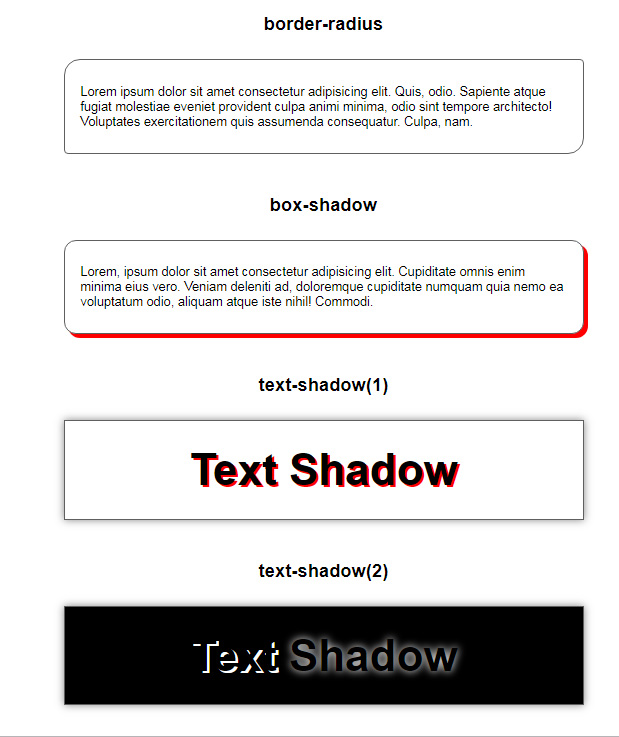 border-radius
Lorem ipsum dolor sit amet consectetur adipisicing elit. Quis, odio. Sapiente atque
fugiat molestiae eveniet provident culpa animi minima, odio sint tempore architecto!
Voluptates exercitationem quis assumenda consequatur. Culpa, nam.
box-shadow
Lorem, ipsum dolor sit amet consectetur adipisicing elit. Cupiditate omnis enim
minima eius vero. Veniam deleniti ad, doloremque cupiditate numquam quia nemo ea
voluptatum odio, aliquam atque iste nihil! Commodi.
text-shadow(1)
Text Shadow
text-shadow(2)
Text Shadow